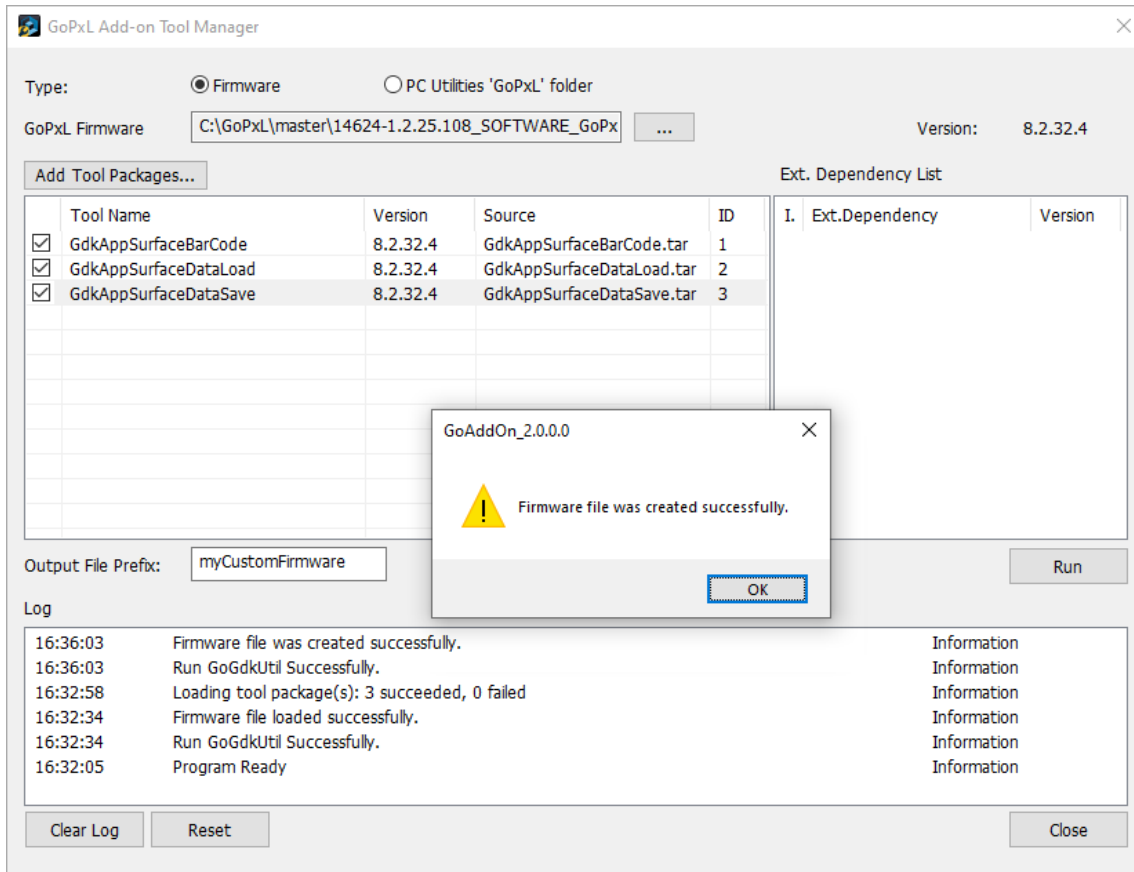 GoPxL Add-on Tool Manager
Type: Firmware PC Utilities 'GoPxL' folder
GoPxL Firmware C:\GoPxL\master\14624-1.2.25.108_SOFTWARE_GoPx ... Version: 8.2.32.4
Add Tool Packages... Ext. Dependency List
Tool Name Version Source ID I. Ext.Dependency Version
GdkAppSurfaceBarCode 8.2.32.4 GdkAppSurfaceBarCode.tar 1
GdkAppSurfaceDataLoad 8.2.32.4 GdkAppSurfaceDataLoad.tar 2
GdkAppSurfaceDataSave 8.2.32.4 GdkAppSurfaceDataSave.tar 3
GoAddOn_2.0.0.0
Firmware file was created successfully.
OK
Output File Prefix: myCustomFirmware Run
Log
16:36:03 Firmware file was created successfully. Information
16:36:03 Run GoGdkUtil Successfully. Information
16:32:58 Loading tool package(s): 3 succeeded, 0 failed Information
16:32:34 Firmware file loaded successfully. Information
16:32:34 Run GoGdkUtil Successfully. Information
16:32:05 Program Ready Information
Clear Log Reset Close